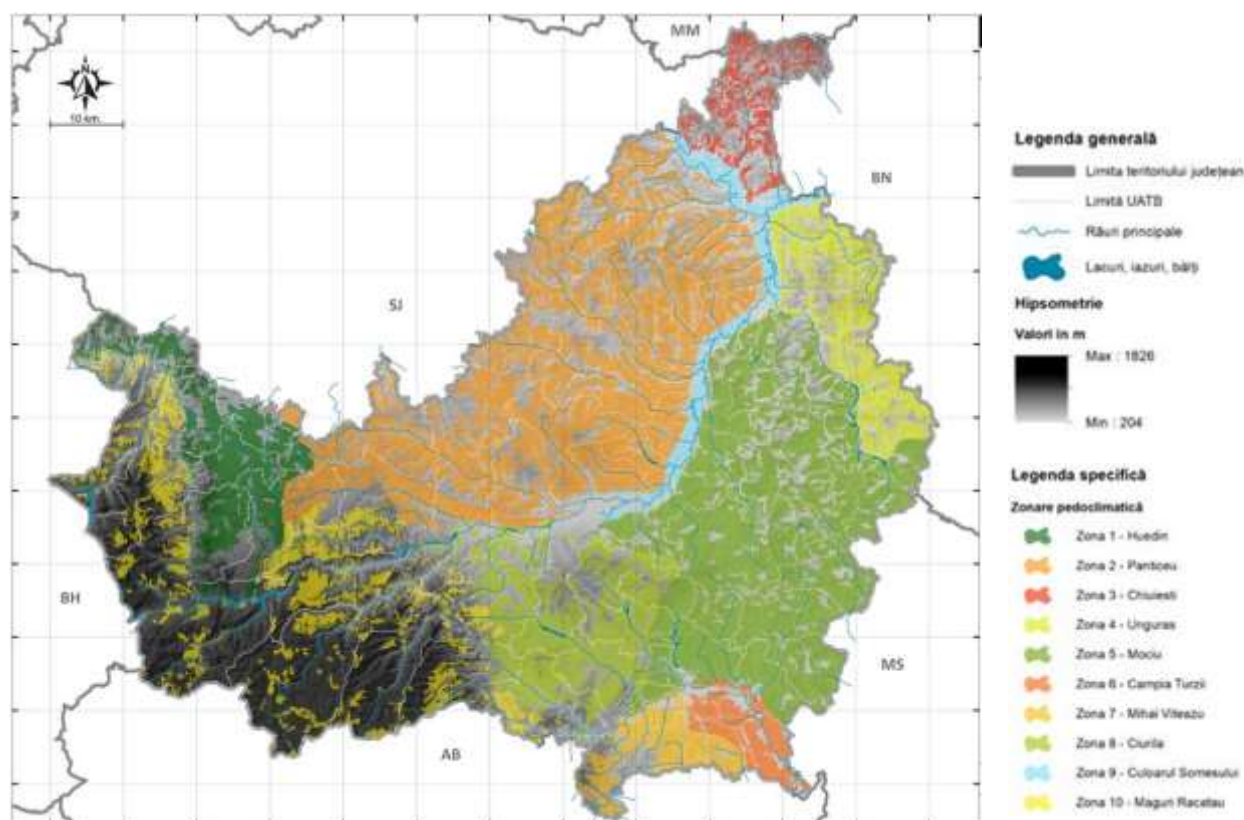 MM
N
10 km.
BN
SJ
BH
MS
AB
Legenda generală
Limita teritoriului județean
Limită UATB
Râuri principale
Lacuri, iazuri, bălți
Hipsometrie
Valori in m
Max : 1826
Min : 204
Legenda specifică
Zonare pedoclimatică
Zona 1 - Huedin
Zona 2 - Panticeu
Zona 3 - Chiuiesti
Zona 4 - Unguras
Zona 5 - Mociu
Zona 6 - Campia Turzii
Zona 7 - Mihai Viteazu
Zona 8 - Ciurila
Zona 9 - Culoarul Somesului
Zona 10 - Maguri Racatau